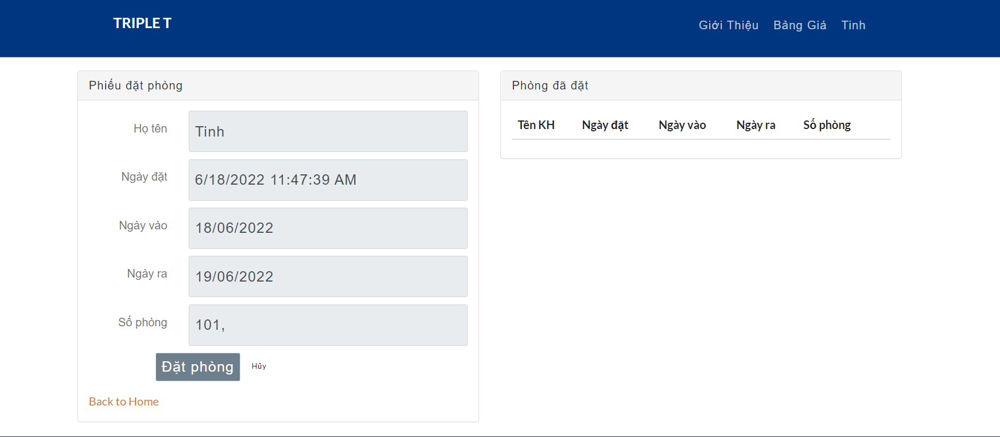 TRIPLE T
Giới Thiệu Bảng Giá Tinh
Phiếu đặt phòng
Họ tên Tinh
Ngày đặt 6/18/2022 11:47:39 AM
Ngày vào 18/06/2022
Ngày ra 19/06/2022
Số phòng 101,
Đặt phòng Hủy
Back to Home
Phòng đã đặt
Tên KH Ngày đặt Ngày vào Ngày ra Số phòng